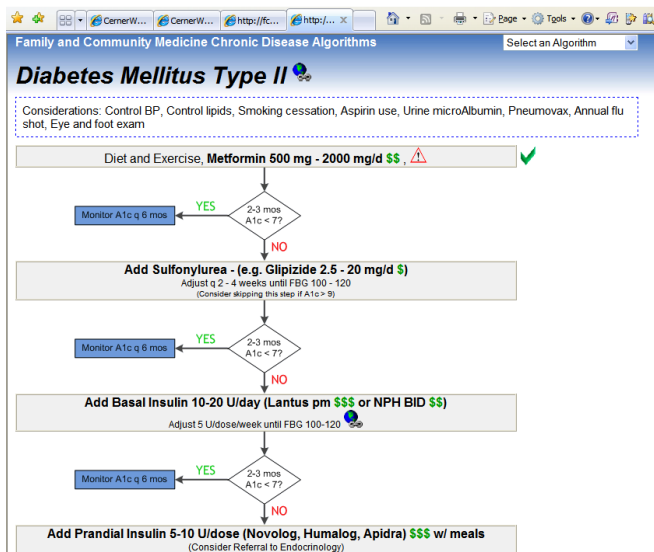 CernerW...
CernerW...
http://fc...
http:/...
Page
Tools
Family and Community Medicine Chronic Disease Algorithms
Select an Algorithm
Diabetes Mellitus Type II
Considerations: Control BP, Control lipids, Smoking cessation, Aspirin use, Urine microAlbumin, Pneumovax, Annual flu
shot, Eye and foot exam
Diet and Exercise, Metformin 500 mg - 2000 mg/d $$ ,
Monitor A1c q 6 mos
YES
2-3 mos
A1c < 7?
NO
Add Sulfonylurea - (e.g. Glipizide 2.5 - 20 mg/d $)
Adjust q 2 - 4 weeks until FBG 100 - 120
(Consider skipping this step if A1c > 9)
Monitor A1c q 6 mos
YES
2-3 mos
A1c < 7?
NO
Add Basal Insulin 10-20 U/day (Lantus pm $$$ or NPH BID $$)
Adjust 5 U/dose/week until FBG 100-120
Monitor A1c q 6 mos
YES
2-3 mos
A1c < 7?
NO
Add Prandial Insulin 5-10 U/dose (Novolog, Humalog, Apidra) $$$ w/ meals
(Consider Referral to Endocrinology)